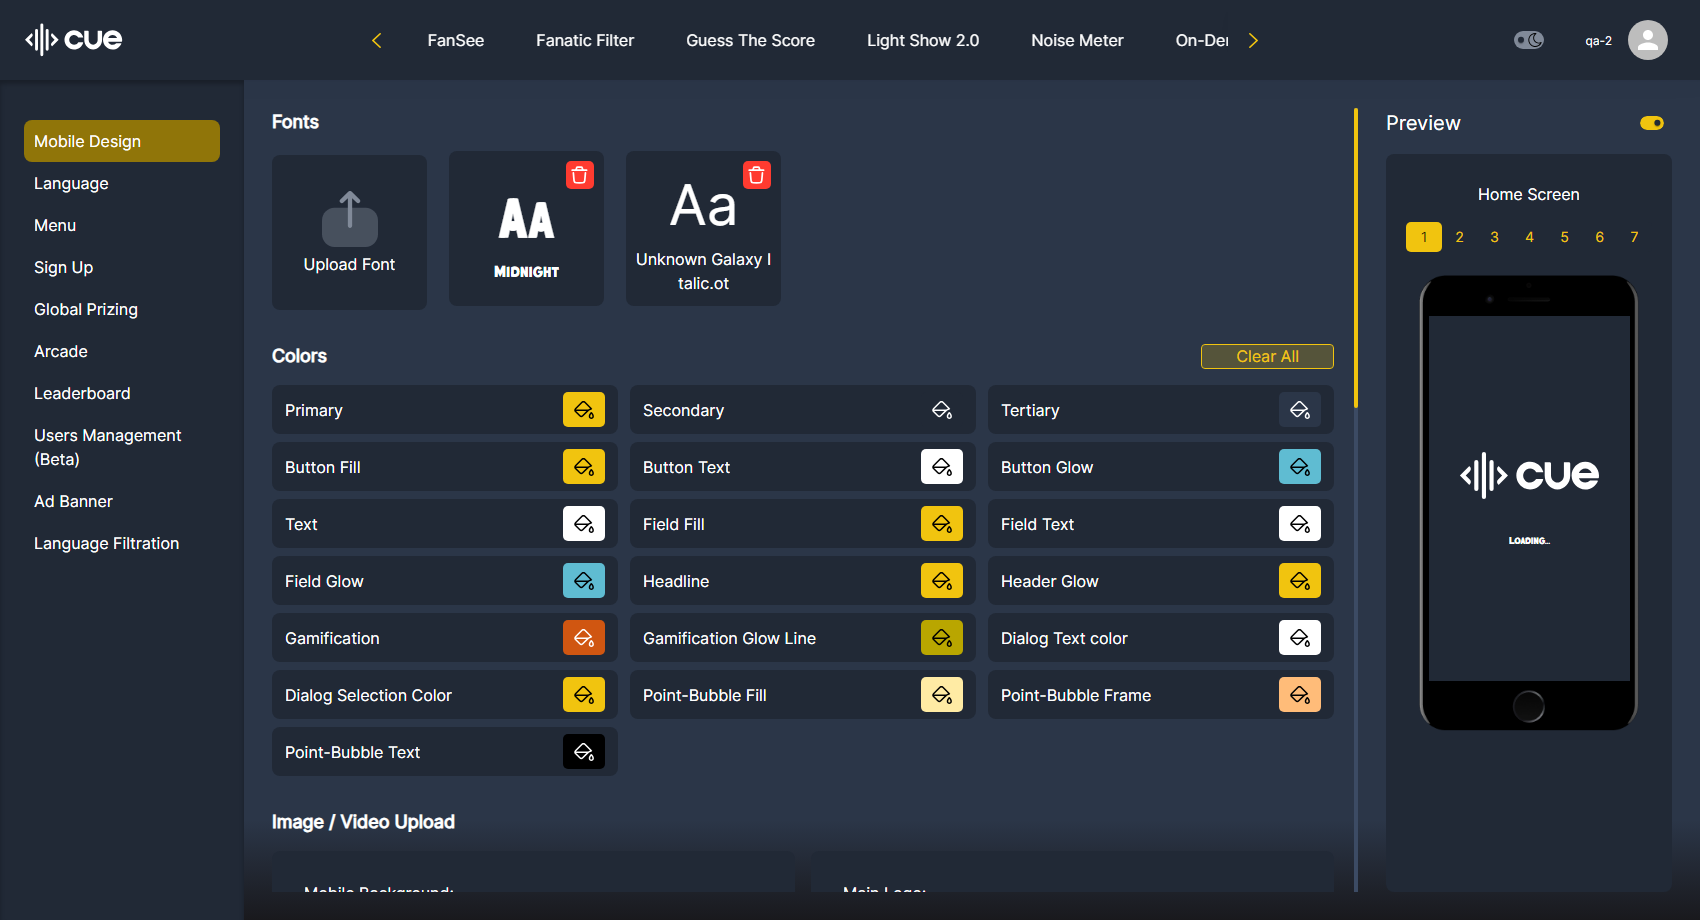 cue
FanSee
Fanatic Filter
Guess The Score
Light Show 2.0
Noise Meter
On-De
qa-2
Mobile Design
Language
Menu
Sign Up
Global Prizing
Arcade
Leaderboard
Users Management
(Beta)
Ad Banner
Language Filtration
Fonts
Upload Font
AA
MIDNIGHT
Aa
Unknown Galaxy I
talic.ot
Colors
Clear All
Primary
Secondary
Tertiary
Button Fill
Button Text
Button Glow
Text
Field Fill
Field Text
Field Glow
Headline
Header Glow
Gamification
Gamification Glow Line
Dialog Text color
Dialog Selection Color
Point-Bubble Fill
Point-Bubble Frame
Point-Bubble Text
Image / Video Upload
Mobile Background:
Main Logo:
Preview
Home Screen
1 2 3 4 5 6 7
cue
LOADING...